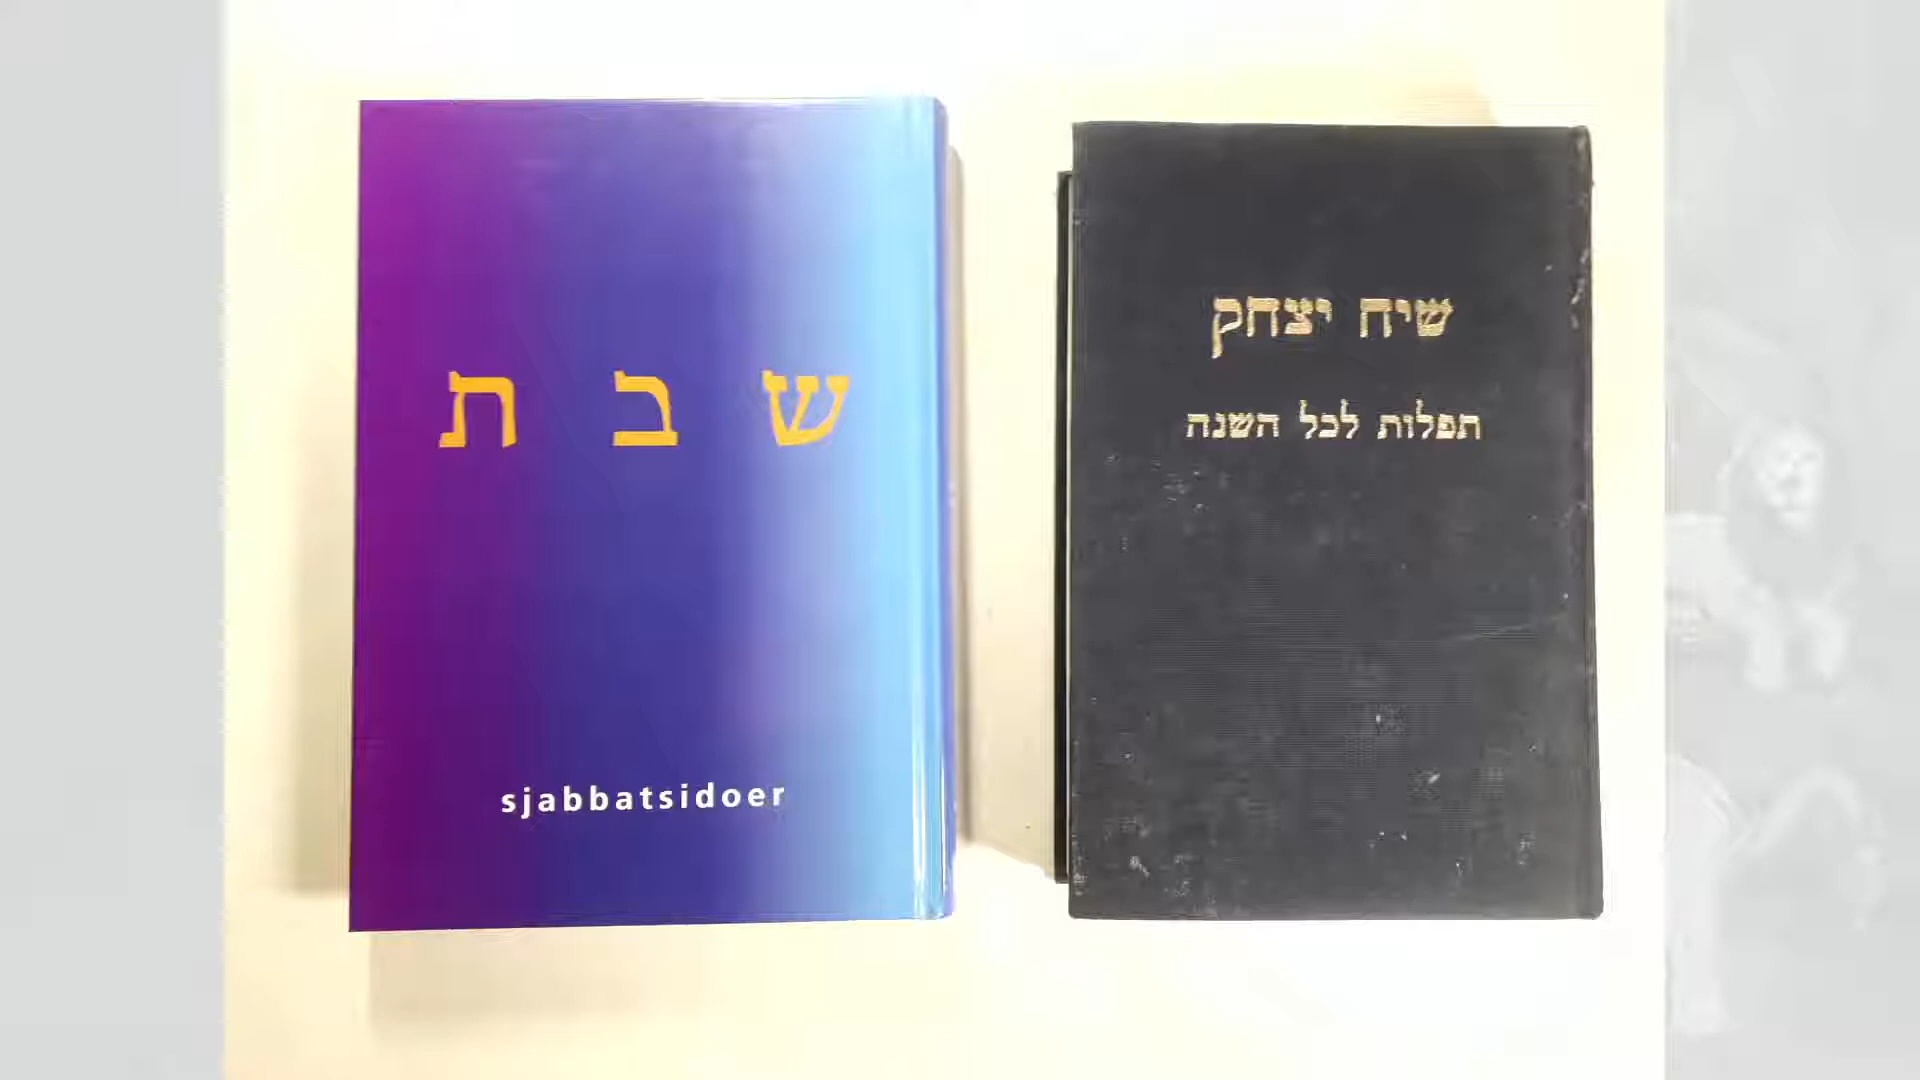 ש ב ת
sjabbatsidoer
שיח יצחק
תפלות לכל השנה